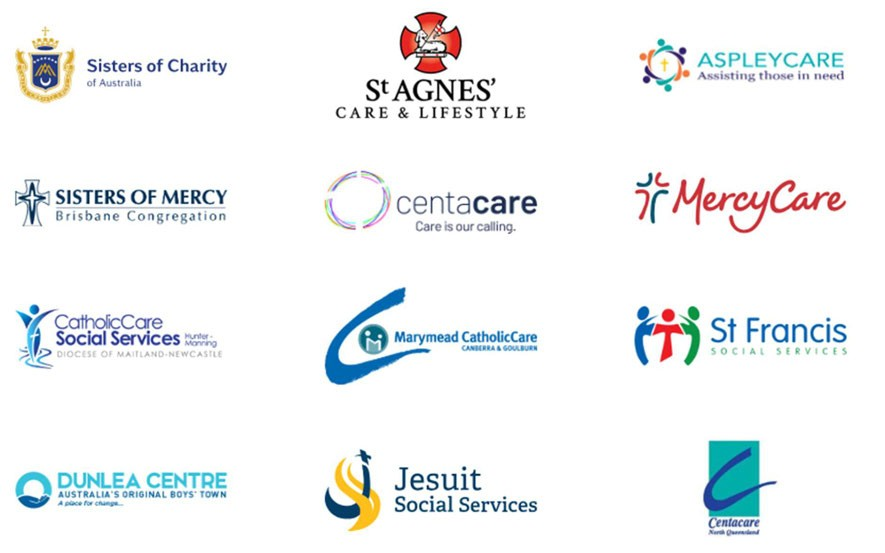 Sisters of Charity
of Australia
St AGNES'
CARE & LIFESTYLE
ASPLEYCARE
Assisting those in need
SISTERS OF MERCY
Brisbane Congregation
centacare
Care is our calling.
MercyCare
CatholicCare
Social Services Hunter -
Manning
DIOCESE OF MAITLAND-NEWCASTLE
Marymead CatholicCare
CANBERRA & GOULBURN
St Francis
SOCIAL SERVICES
DUNLEA CENTRE
AUSTRALIA'S ORIGINAL BOYS' TOWN
A place for change...
Jesuit
Social Services
Centacare
North Queensland